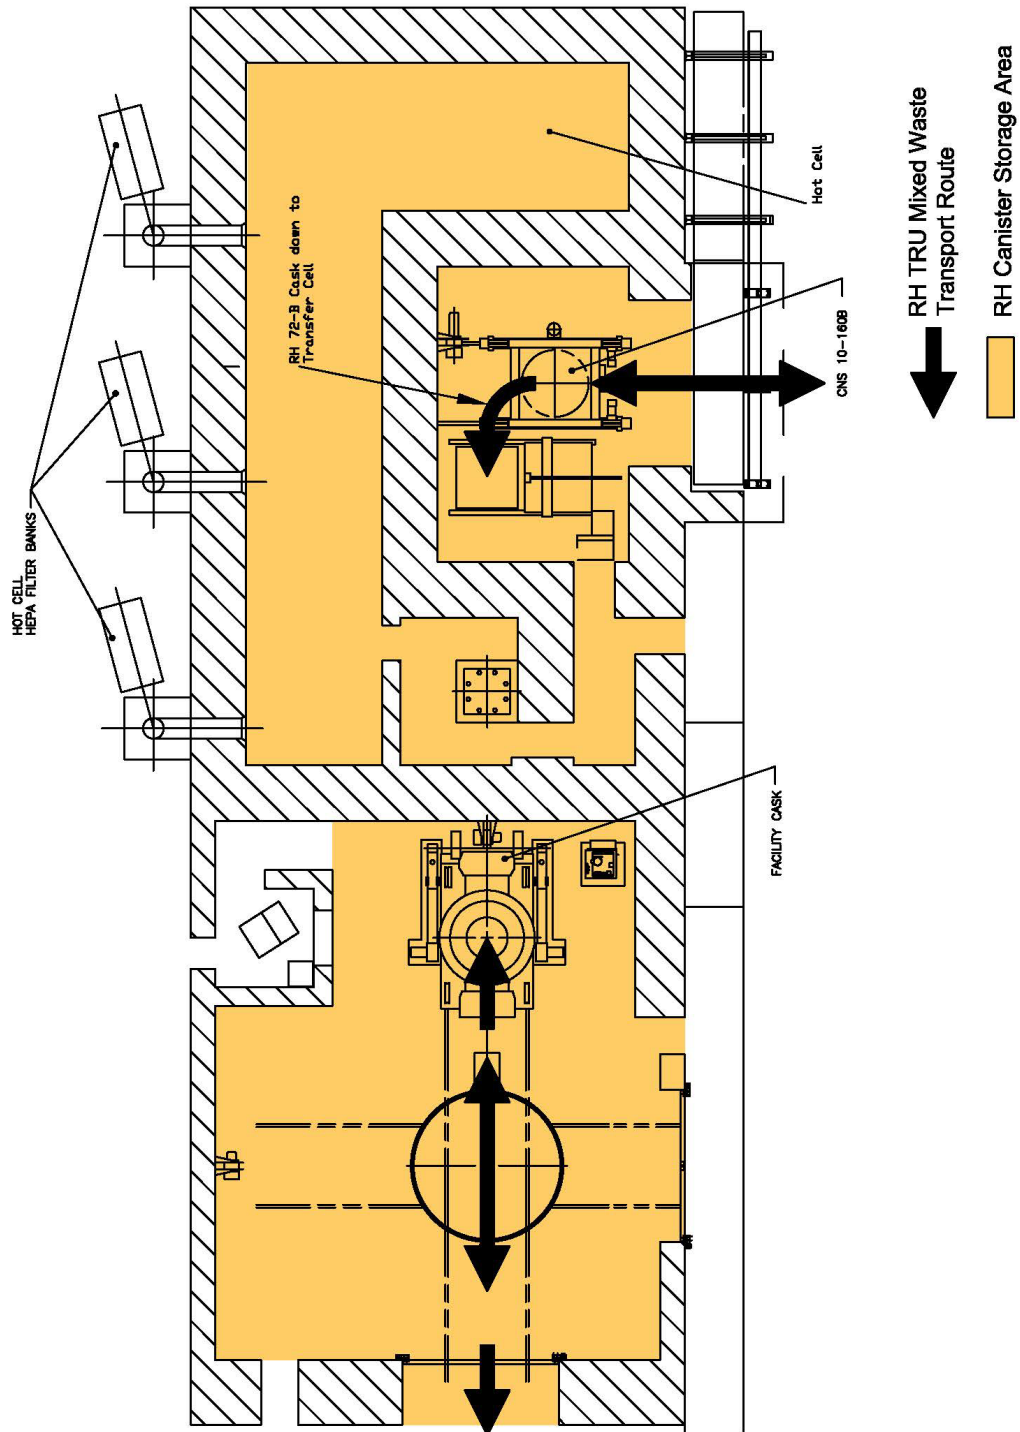 HOT CELL
HEPA FILTER BANKS
RH 72-B Cask down to
Transfer Cell
Hot Cell
CNS 10-160B
FACILITY CASK
RH TRU Mixed Waste
Transport Route
RH Canister Storage Area